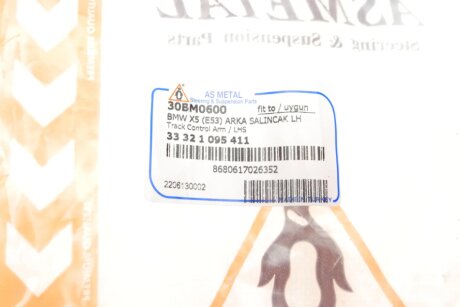 ASMETAL
Steering & Suspension Parts
AS METAL
Steering & Suspension Parts
30BM0600 fit to / uygun
BMW X5 (E53) ARKA SALINCAK LH
Track Control Arm / LHS
33 32 1 095 411
8680617026352
2206130002